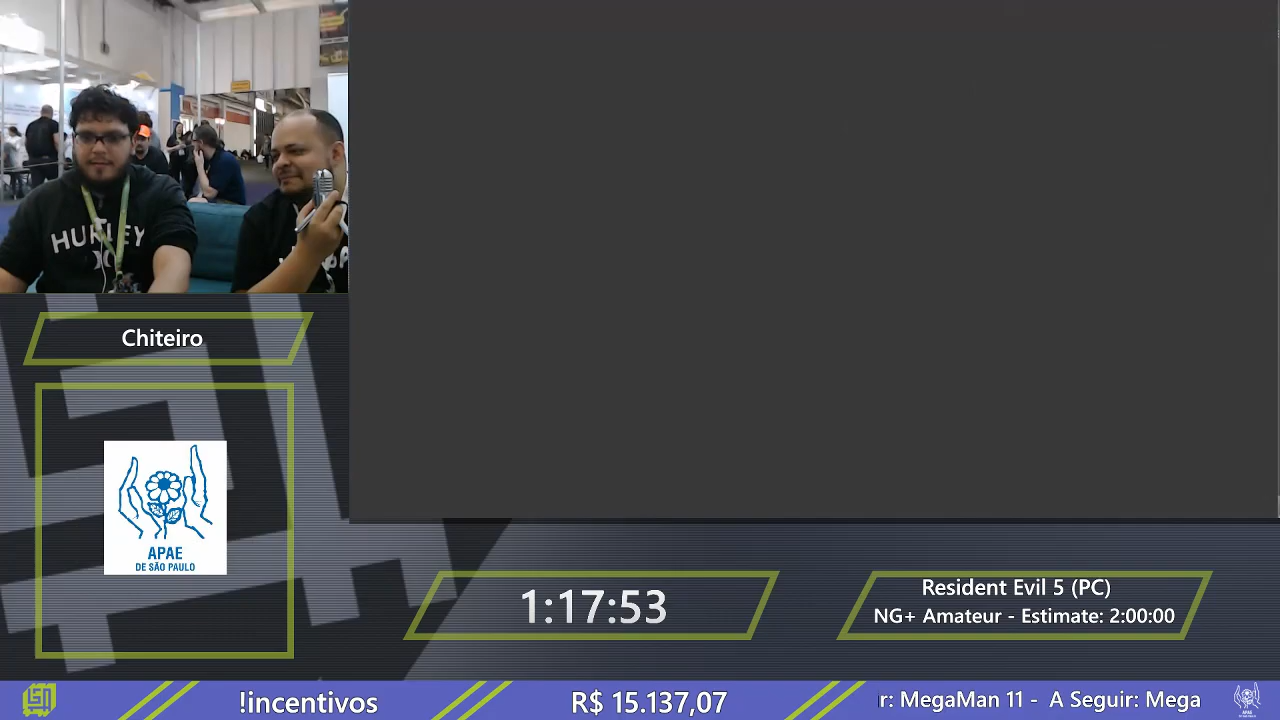 HURLEY
Chiteiro
APAE
DE SÃO PAULO
1:17:53
Resident Evil 5 (PC)
NG+ Amateur - Estimate: 2:00:00
!incentivos
R$ 15.137,07
r: MegaMan 11 - A Seguir: Mega
APAE